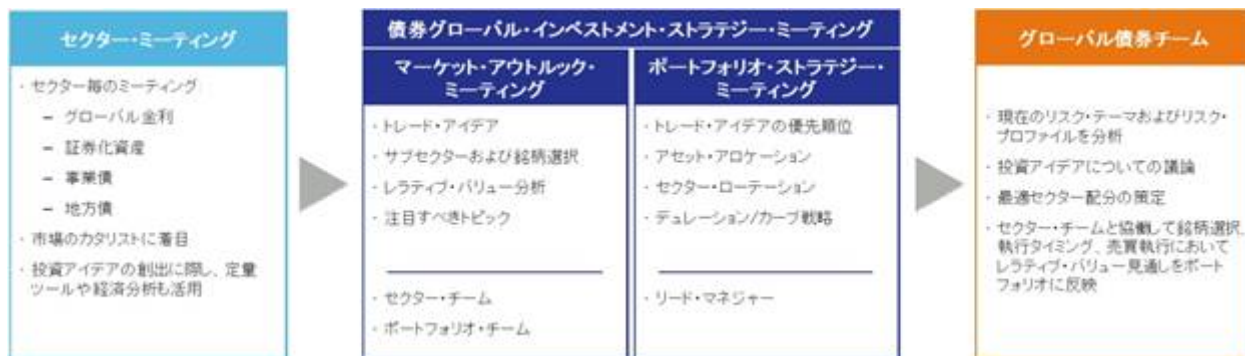 セクター・ミーティング
・セクター毎のミーティング
− グローバル金利
− 証券化資産
− 事業債
− 地方債
・市場のカタリストに着目
・投資アイデアの創出に際し、定量
ツールや経済分析も活用
債券グローバル・インベストメント・ストラテジー・ミーティング
マーケット・アウトルック・
ミーティング
・トレード・アイデア
・サブセクターおよび銘柄選択
・レラティブ・バリュー分析
・注目すべきトピック
・セクター・チーム
・ポートフォリオ・チーム
ポートフォリオ・ストラテジー・
ミーティング
・トレード・アイデアの優先順位
・アセット・アロケーション
・セクター・ローテーション
・デュレーション/カーブ戦略
・リード・マネジャー
グローバル債券チーム
・現在のリスク・テーマおよびリスク・
プロファイルを分析
・投資アイデアについての議論
・最適セクター配分の策定
・セクター・チームと協働して銘柄選択、
執行タイミング、売買執行において
レラティブ・バリュー見通しをポート
フォリオに反映